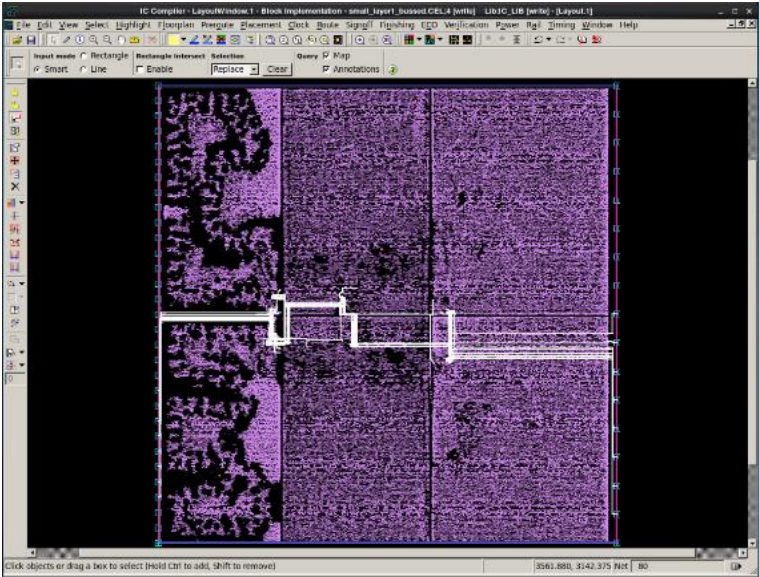 IC Compiler - LayoutWindow.1 - Block Implementation - small_layer1_bussed.CEL;4 [write] Lib:IC_LIB [write] - [Layout.1]
File Edit View Select Highlight Floorplan Preroute Placement Clock Route Signoff Finishing ECO Verification Power Rail Timing Window Help
Input mode Rectangle Rectangle Intersect Selection Query Map
Smart Line Enable Replace Clear Annotations
0
Click objects or drag a box to select (Hold Ctrl to add, Shift to remove) 3561.880, 3142.375 Net 80